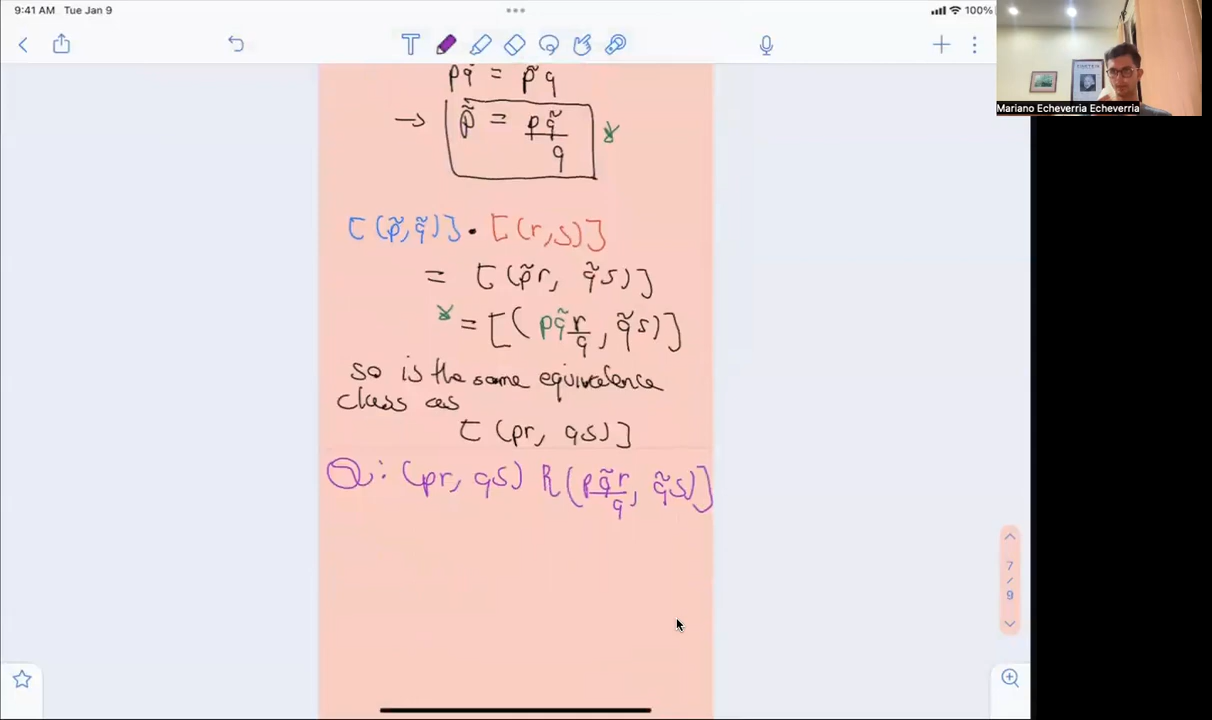 9:41 AM Tue Jan 9
100%
pq̃ = p̃q
→ p̃ = pq̃/q *
[(p̃,q̃)] • [(r,s)]
= [(p̃r, q̃s)]
* = [(pq̃r/q, q̃s)]
so is the same equivalence
class as
[(pr, qs)]
Q: (pr, qs) R (pq̃r/q, q̃s)]
7
/
9
Mariano Echeverria Echeverria